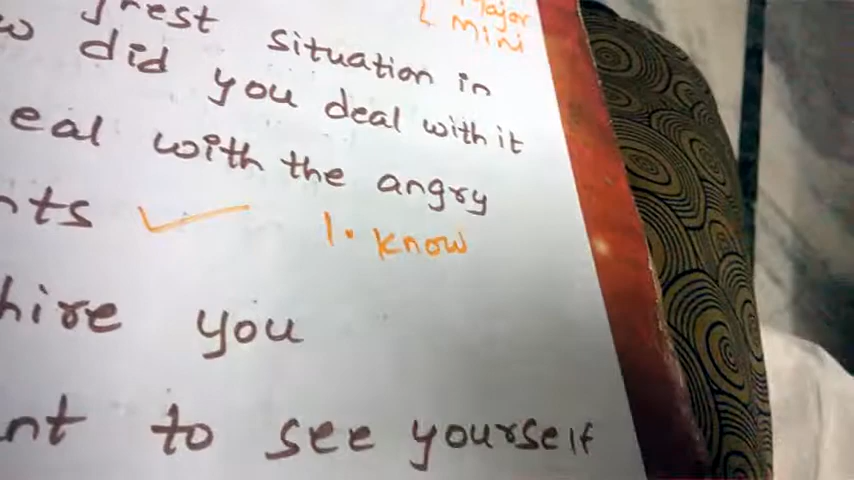 Major
L Mini
situation in
did you deal with it
eal with the angry
nts
1. know
hire you
nt to see yourself